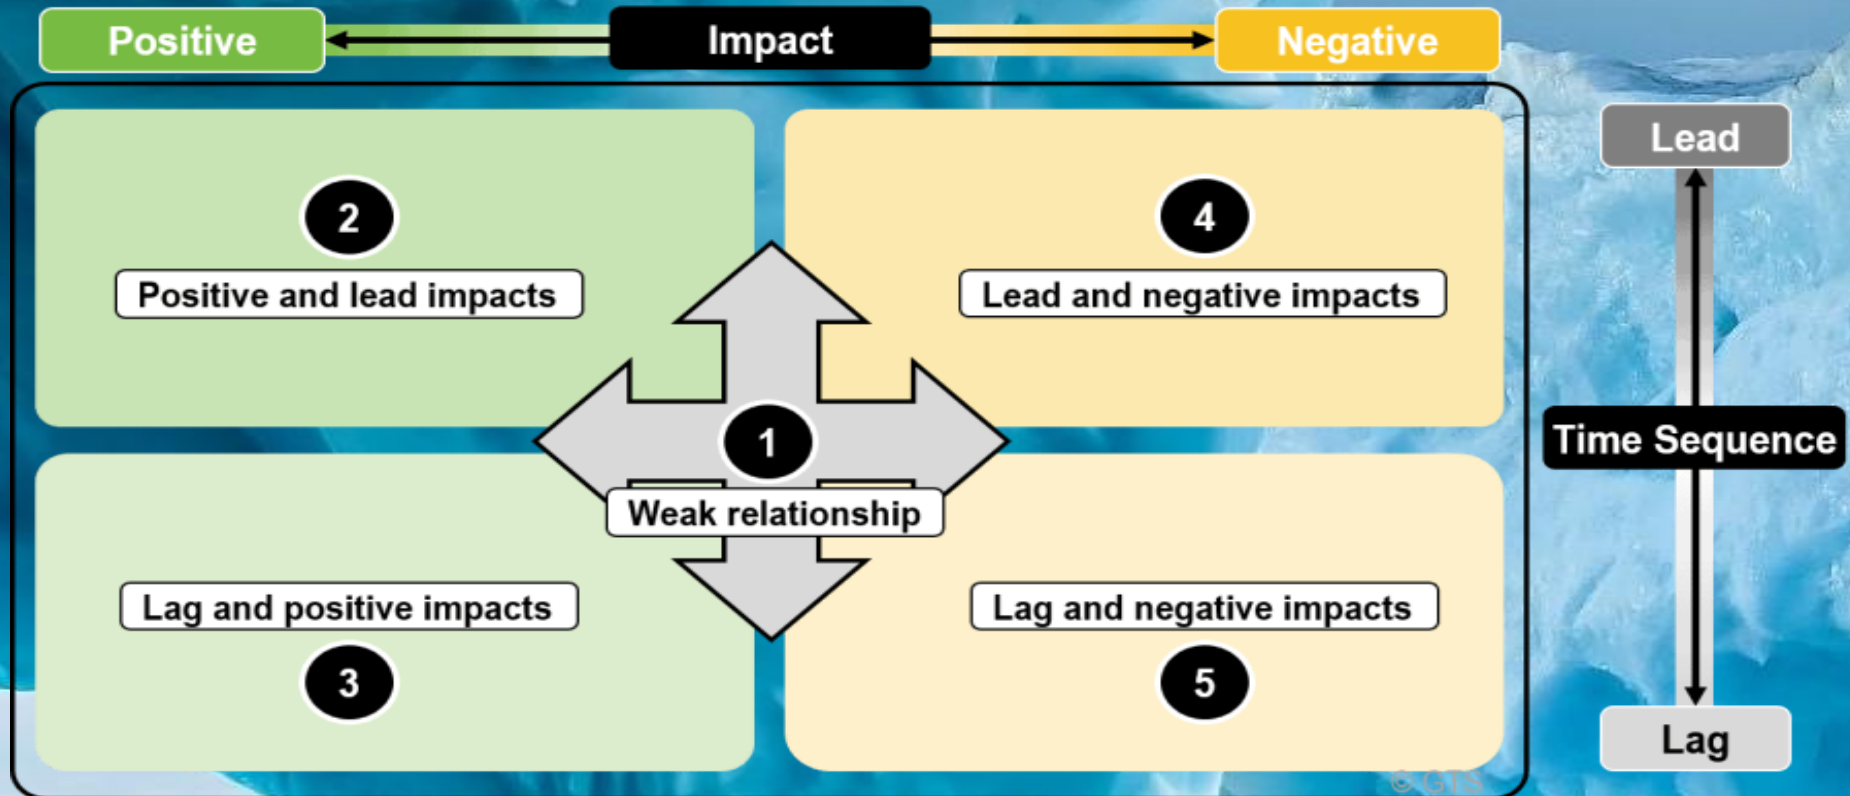 Positive
Impact
Negative
Lead
2
4
Positive and lead impacts
Lead and negative impacts
1
Time Sequence
Weak relationship
Lag and positive impacts
Lag and negative impacts
3
5
Lag
© GTS